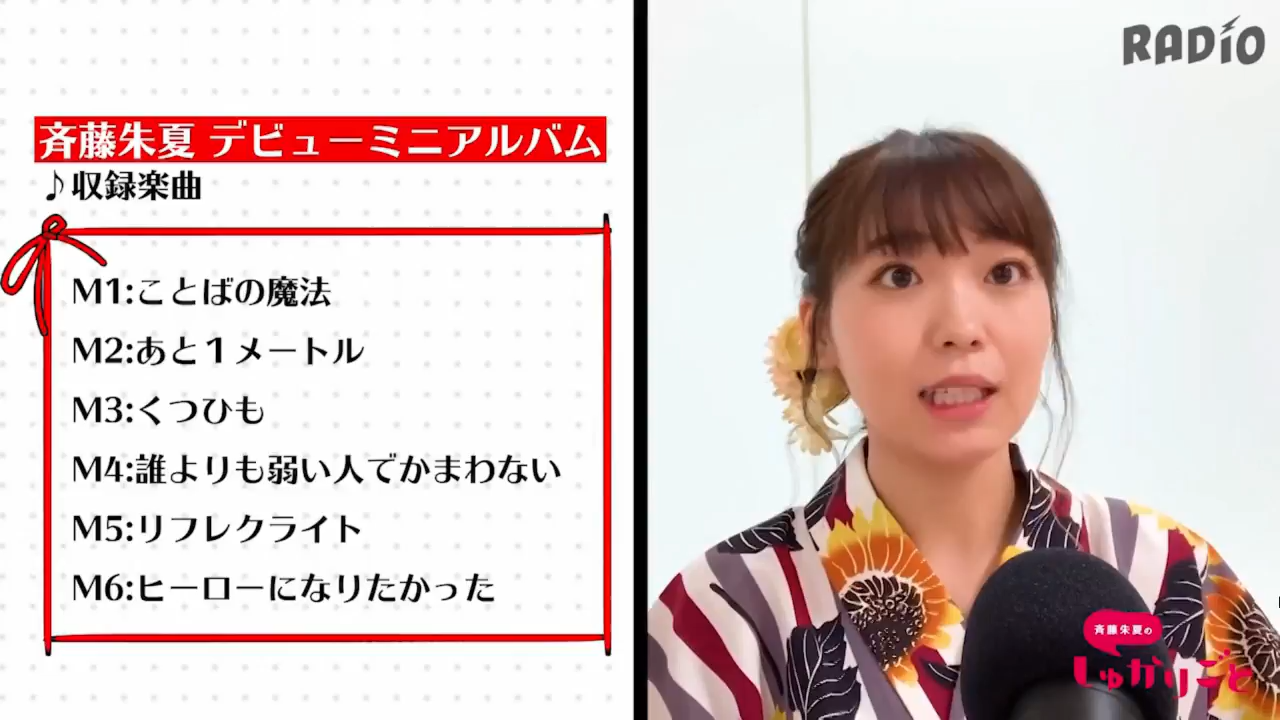 斉藤朱夏 デビューミニアルバム
♪収録楽曲
M1:ことばの魔法
M2:あと1メートル
M3:くつひも
M4:誰よりも弱い人でかまわない
M5:リフレクライト
M6:ヒーローになりたかった
RADIO
斉藤朱夏の
しゅかりごと